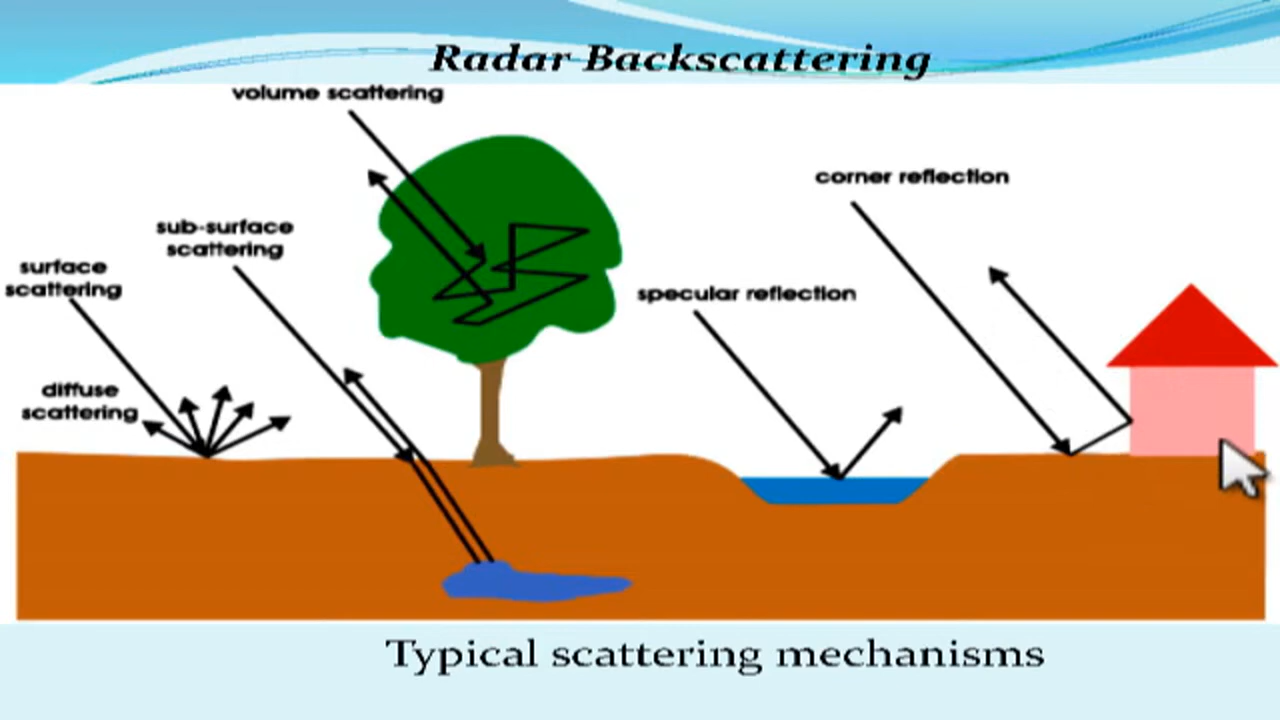 Radar Backscattering
volume scattering
corner reflection
sub-surface
scattering
surface
scattering
specular reflection
diffuse
scattering
Typical scattering mechanisms